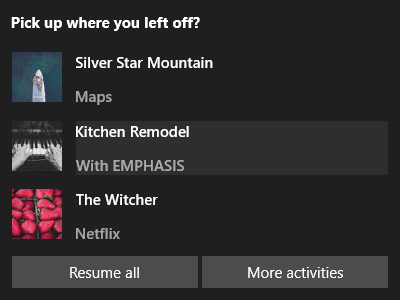 Pick up where you left off?
Silver Star Mountain
Maps
Kitchen Remodel
With EMPHASIS
The Witcher
Netflix
Resume all
More activities